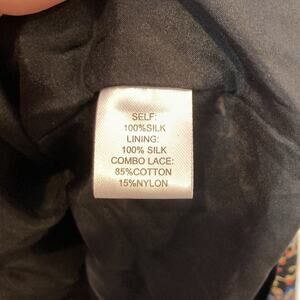 SELF:
100%SILK
LINING:
100% SILK
COMBO LACE:
85%COTTON
15%NYLON